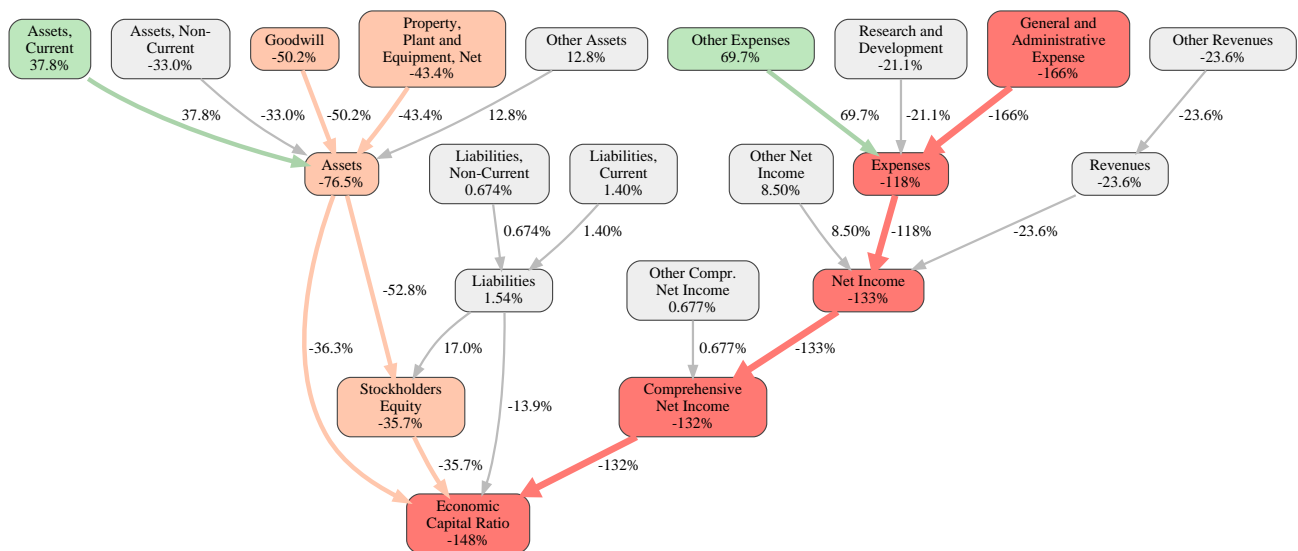 Assets,
Current
37.8%
Assets, Non-
Current
-33.0%
Goodwill
-50.2%
Property,
Plant and
Equipment, Net
-43.4%
Other Assets
12.8%
Other Expenses
69.7%
Research and
Development
-21.1%
General and
Administrative
Expense
-166%
Other Revenues
-23.6%
37.8%
-33.0%
-50.2%
-43.4%
12.8%
69.7%
-21.1%
-166%
-23.6%
Assets
-76.5%
Liabilities,
Non-Current
0.674%
Liabilities,
Current
1.40%
Other Net
Income
8.50%
Expenses
-118%
Revenues
-23.6%
0.674%
1.40%
8.50%
-118%
-23.6%
-52.8%
Liabilities
1.54%
Other Compr.
Net Income
0.677%
Net Income
-133%
-36.3%
17.0%
0.677%
-133%
Stockholders
Equity
-35.7%
-13.9%
Comprehensive
Net Income
-132%
-35.7%
-132%
Economic
Capital Ratio
-148%